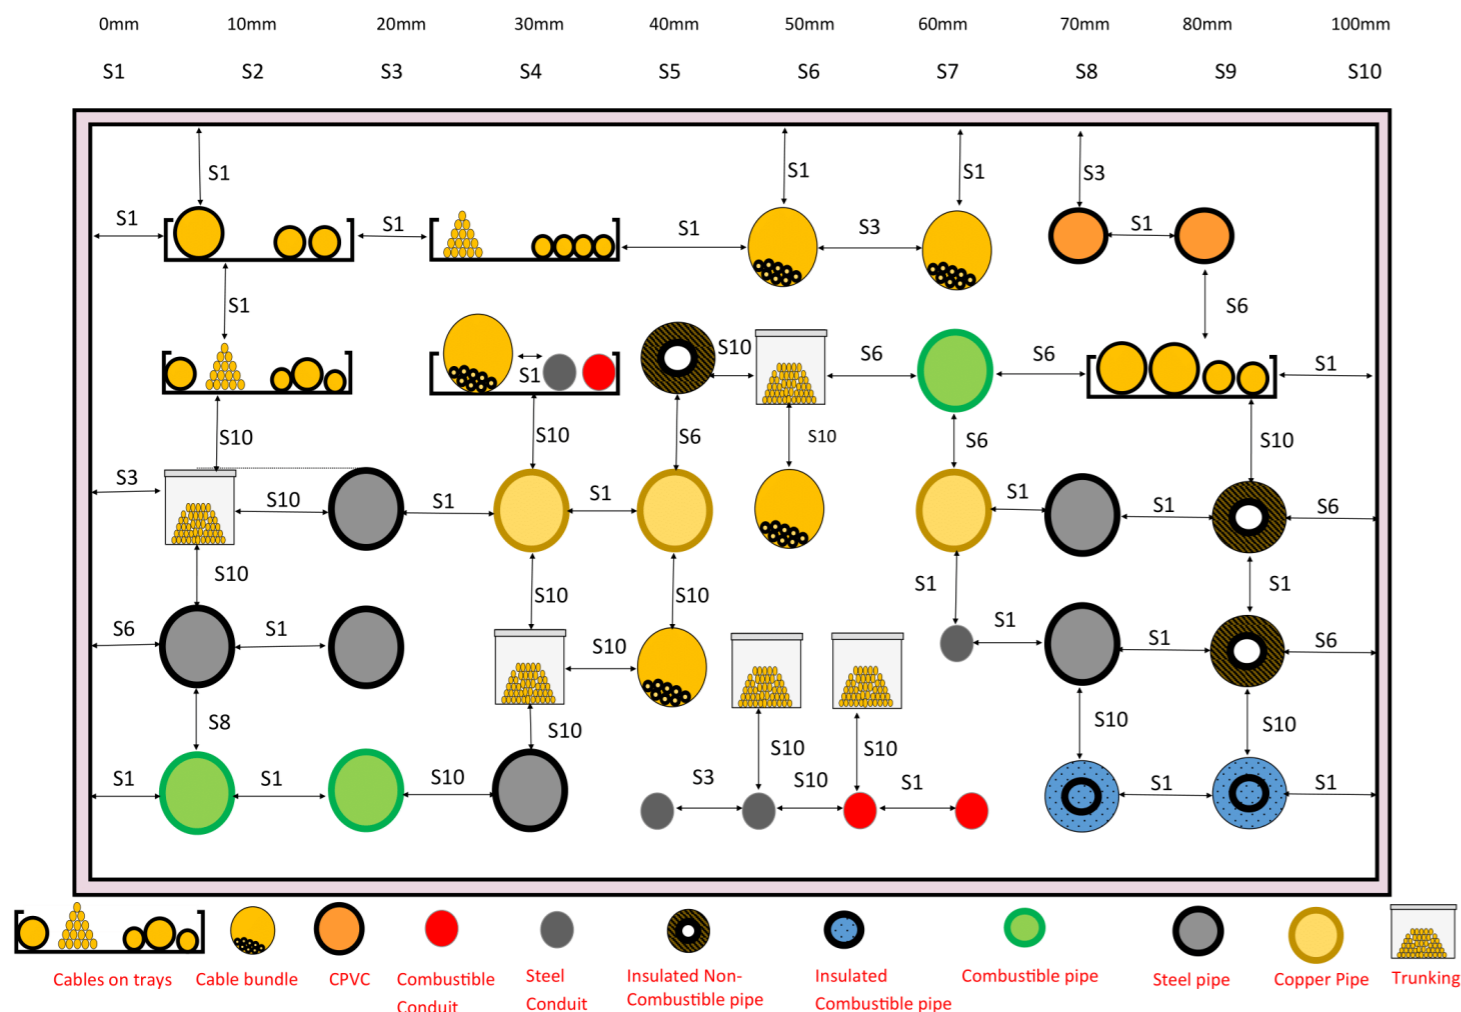 0mm 10mm 20mm 30mm 40mm 50mm 60mm 70mm 80mm 100mm
S1 S2 S3 S4 S5 S6 S7 S8 S9 S10
S1 S1 S1 S3
S1 S1 S1 S3 S1
S1 S6
S10 S6 S6 S1
S1
S10 S10 S6 S10 S6 S10
S3 S10 S1 S1 S1 S1 S6
S10 S10 S10 S1 S1
S6 S1 S10 S1 S1 S6
S8 S10 S10 S10 S10 S10
S1 S1 S10 S3 S10 S1 S1 S1
Cables on trays
Cable bundle
CPVC
Combustible
Conduit
Steel
Conduit
Insulated Non-
Combustible pipe
Insulated
Combustible pipe
Combustible pipe
Steel pipe
Copper Pipe
Trunking